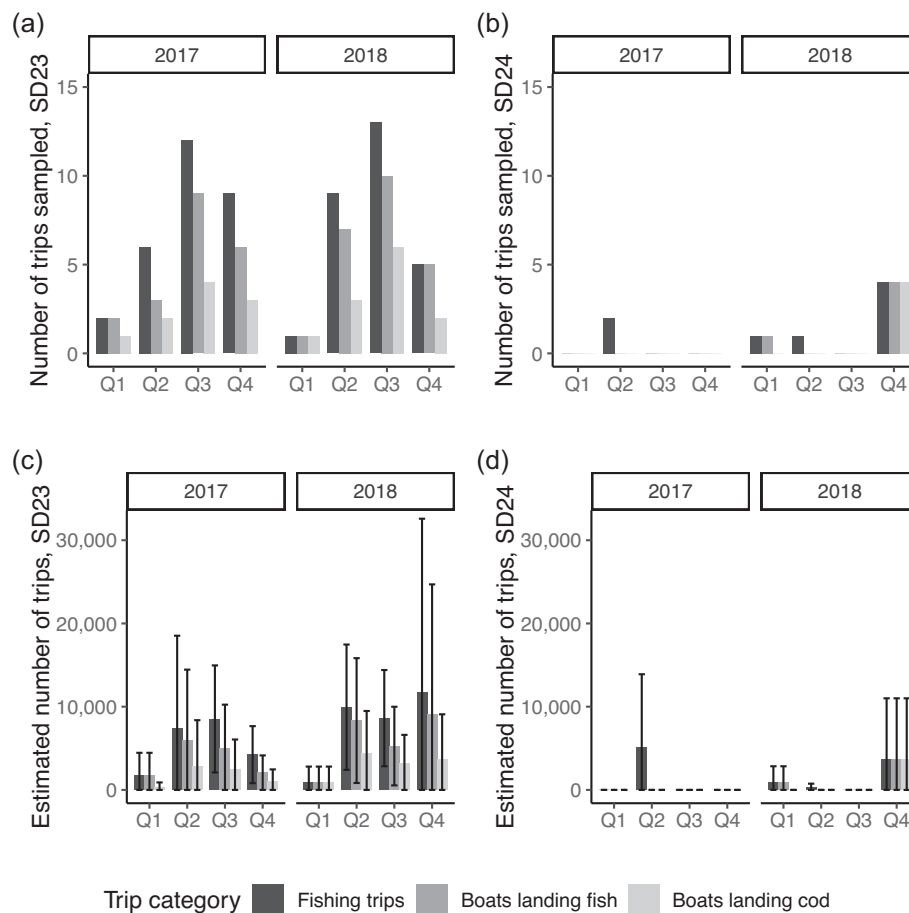 (a)
2017 2018
Number of trips sampled, SD23
15
10
5
0
Q1 Q2 Q3 Q4 Q1 Q2 Q3 Q4
(b)
2017 2018
Number of trips sampled, SD24
15
10
5
0
Q1 Q2 Q3 Q4 Q1 Q2 Q3 Q4
(c)
2017 2018
Estimated number of trips, SD23
30,000
20,000
10,000
0
Q1 Q2 Q3 Q4 Q1 Q2 Q3 Q4
(d)
2017 2018
Estimated number of trips, SD24
30,000
20,000
10,000
0
Q1 Q2 Q3 Q4 Q1 Q2 Q3 Q4
Trip category Fishing trips Boats landing fish Boats landing cod